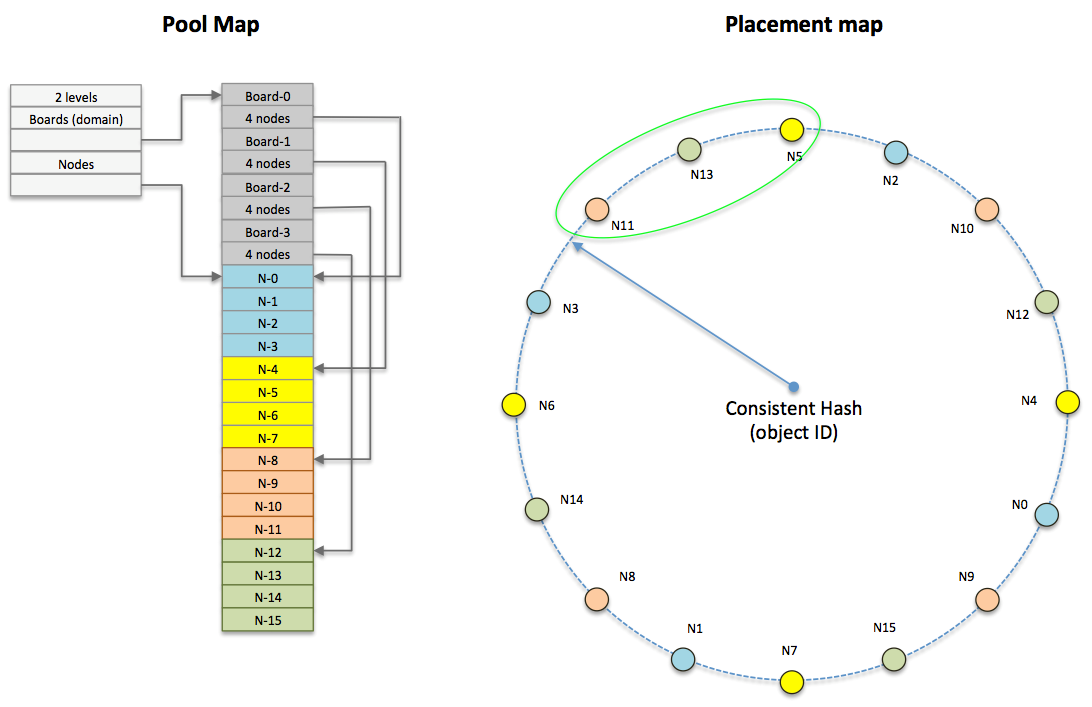 Pool Map
Placement map
2 levels
Boards (domain)
Nodes
Board-0
4 nodes
Board-1
4 nodes
Board-2
4 nodes
Board-3
4 nodes
N-0
N-1
N-2
N-3
N-4
N-5
N-6
N-7
N-8
N-9
N-10
N-11
N-12
N-13
N-14
N-15
N5
N13
N2
N11
N10
N3
N12
N6
N4
Consistent Hash
(object ID)
N14
N0
N8
N9
N1
N15
N7